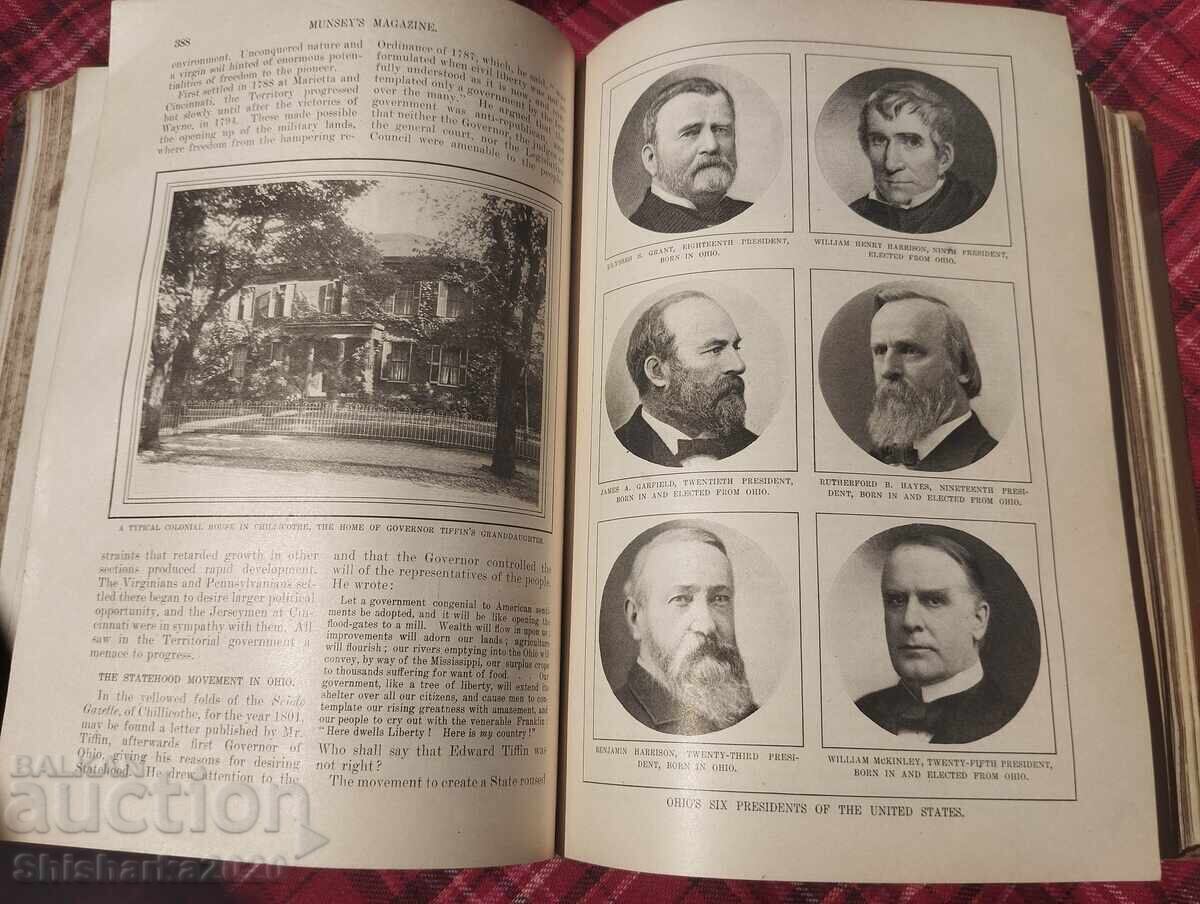 388
MUNSEY'S MAGAZINE.
environment. Unconquered nature and
a virgin soil hinted of enormous poten-
tialities of freedom to the pioneer.
First settled in 1788 at Marietta and
Cincinnati, the Territory progressed
but slowly until after the victories of
Wayne, in 1794. These made possible
the opening up of the military lands,
where freedom from the hampering re-
Ordinance of 1787, which, he said,
formulated when civil liberty was not
fully understood as it is now, and
templated only a government by the
over the many." He argued that
government was anti-republican, in
that neither the Governor, the judges of
the general court, nor the Legislative
Council were amenable to the people,
A TYPICAL COLONIAL HOUSE IN CHILLICOTHE, THE HOME OF GOVERNOR TIFFIN'S GRANDDAUGHTER.
straints that retarded growth in other
sections produced rapid development.
The Virginians and Pennsylvanians set-
tled there began to desire larger political
opportunity, and the Jerseymen at Cin-
cinnati were in sympathy with them. All
saw in the Territorial government a
menace to progress.
THE STATEHOOD MOVEMENT IN OHIO.
In the yellowed folds of the Scioto
Gazette, of Chillicothe, for the year 1801,
may be found a letter published by Mr.
Tiffin, afterwards first Governor of
Ohio, giving his reasons for desiring
Statehood. He drew attention to the
and that the Governor controlled the
will of the representatives of the people.
He wrote:
Let a government congenial to American senti-
ments be adopted, and it will be like opening the
flood-gates to a mill. Wealth will flow in upon us;
improvements will adorn our lands; agriculture
will flourish; our rivers emptying into the Ohio will
convey, by way of the Mississippi, our surplus crops
to thousands suffering for want of food. . . Our
government, like a tree of liberty, will extend its
shelter over all our citizens, and cause men to con-
template our rising greatness with amazement, and
our people to cry out with the venerable Franklin:
"Here dwells Liberty! Here is my country!"
Who shall say that Edward Tiffin was
not right?
The movement to create a State roused
ULYSSES S. GRANT, EIGHTEENTH PRESIDENT,
BORN IN OHIO.
WILLIAM HENRY HARRISON, NINTH PRESIDENT,
ELECTED FROM OHIO.
JAMES A. GARFIELD, TWENTIETH PRESIDENT,
BORN IN AND ELECTED FROM OHIO.
RUTHERFORD B. HAYES, NINETEENTH PRESI-
DENT, BORN IN AND ELECTED FROM OHIO.
BENJAMIN HARRISON, TWENTY-THIRD PRESI-
DENT, BORN IN OHIO.
WILLIAM McKINLEY, TWENTY-FIFTH PRESIDENT,
BORN IN AND ELECTED FROM OHIO.
OHIO'S SIX PRESIDENTS OF THE UNITED STATES.
BALKAN
auction
Shisharka2020